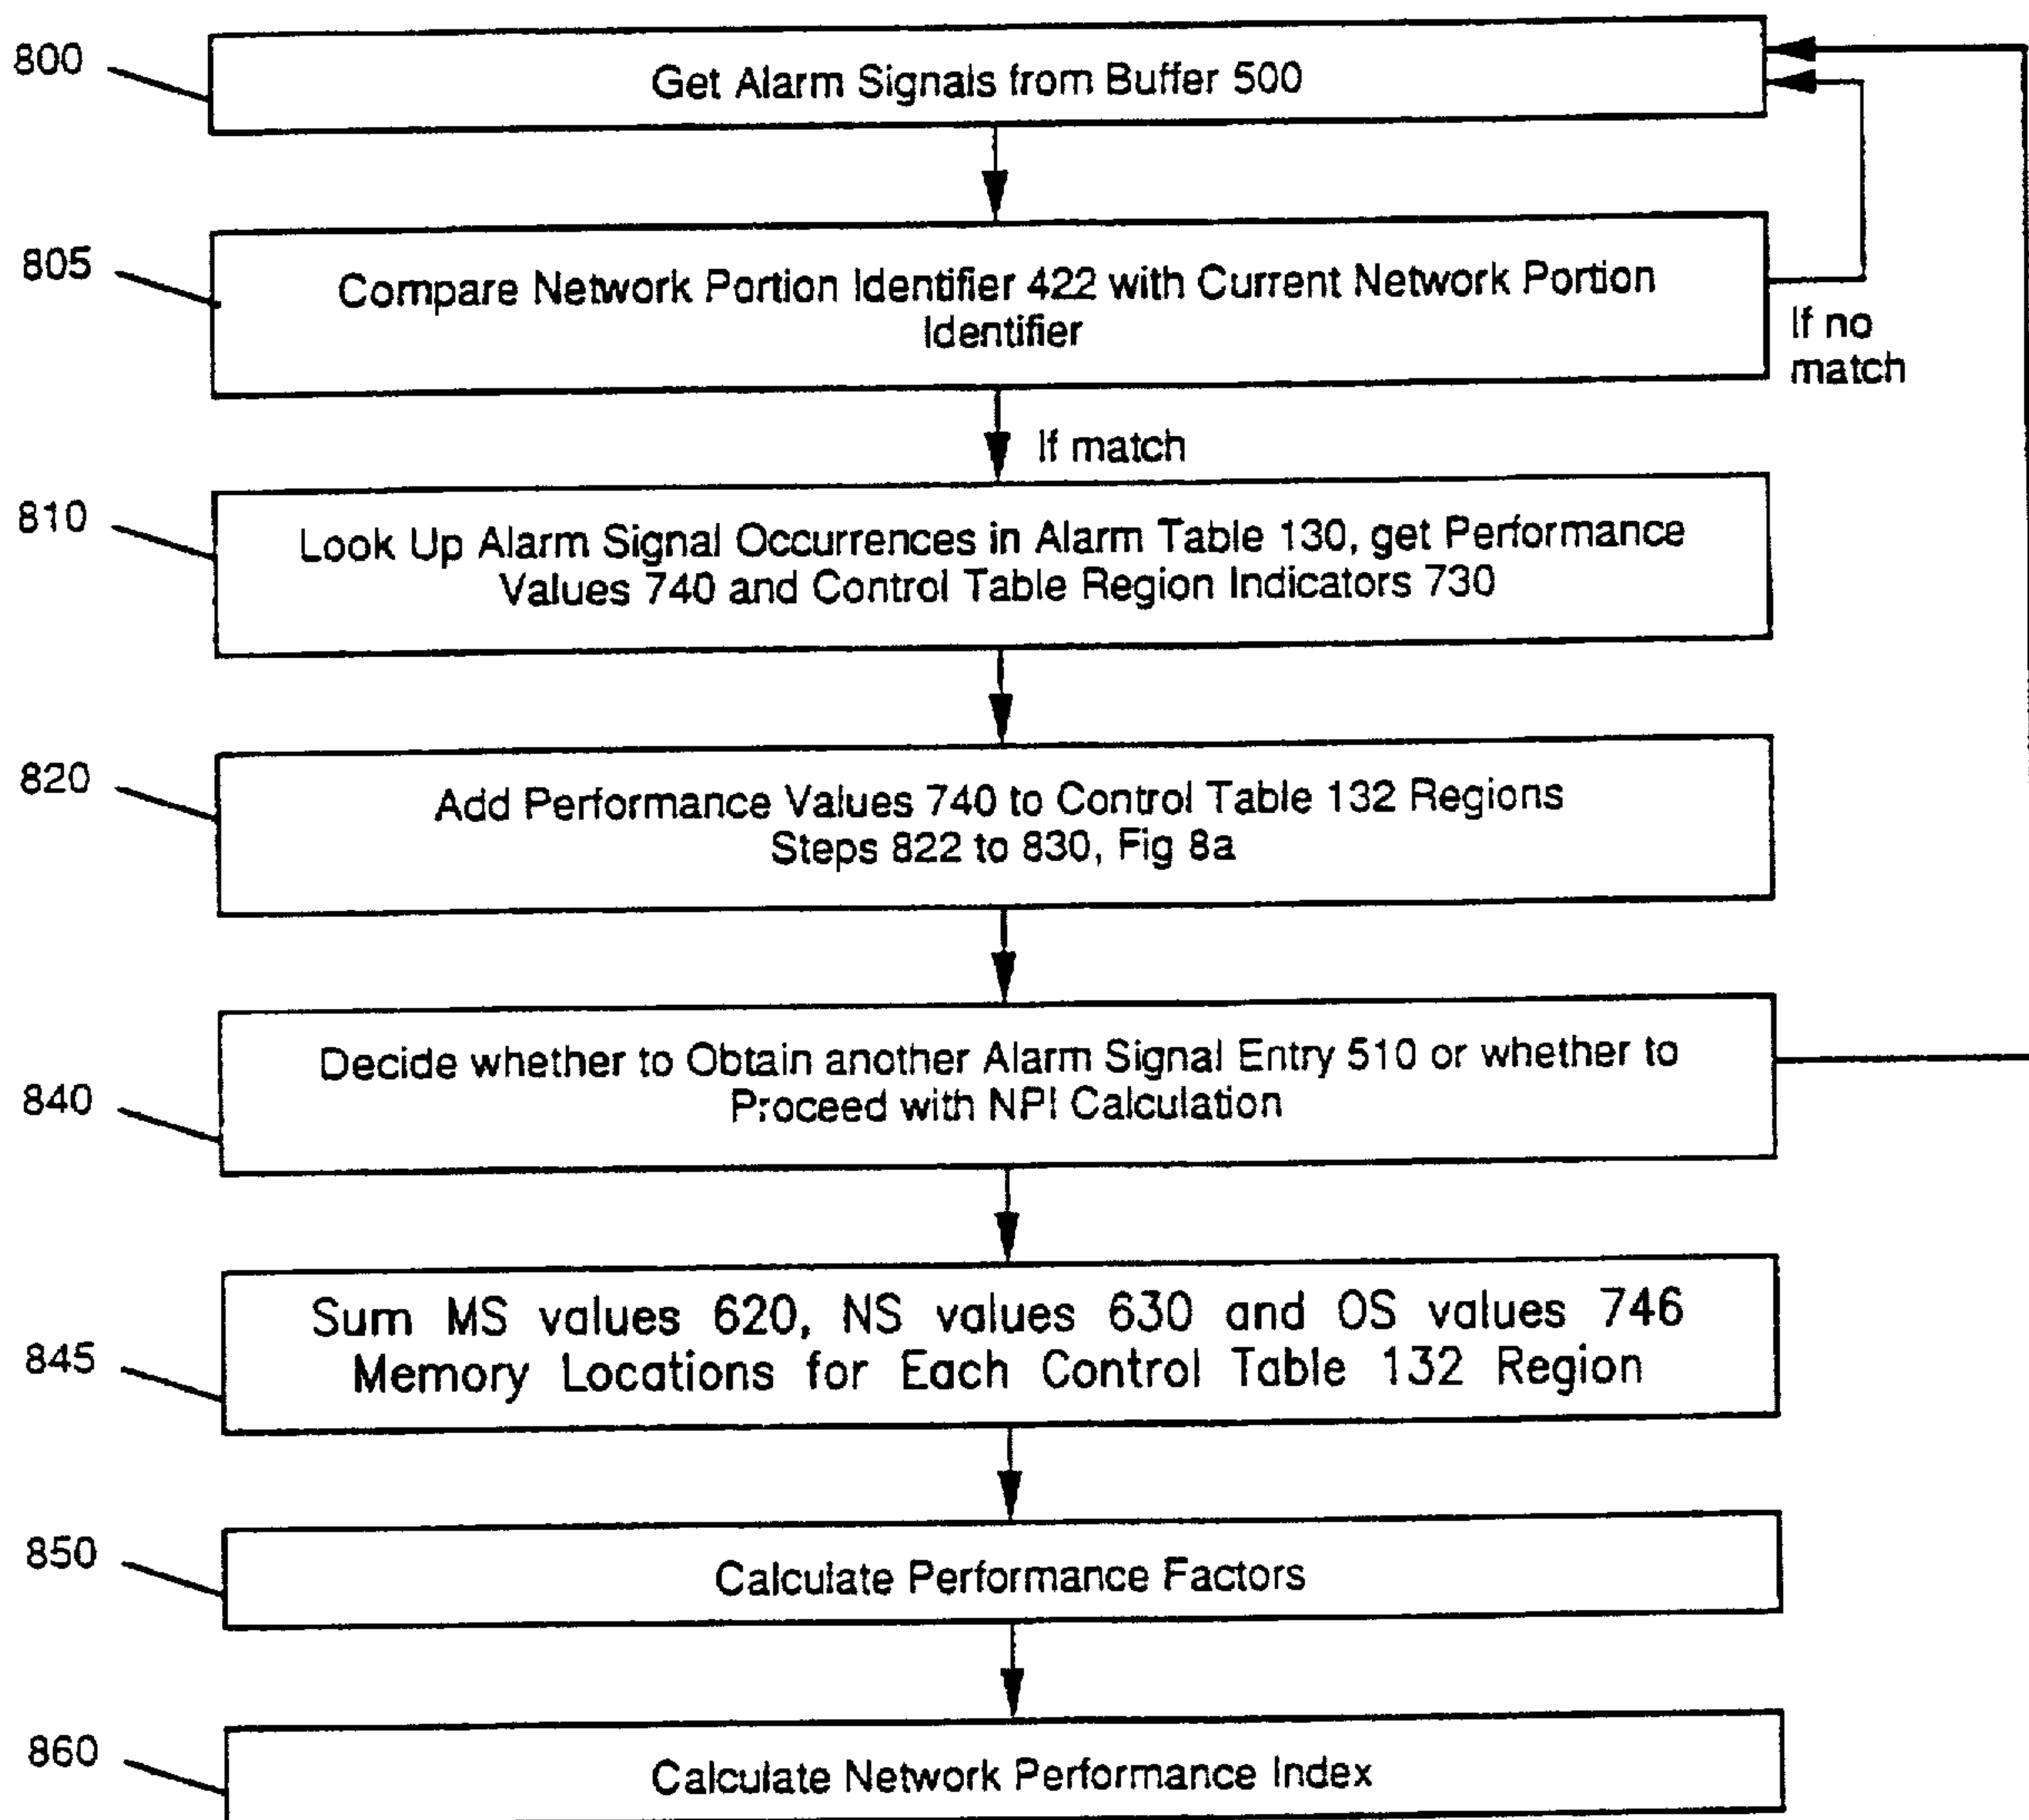 800
Get Alarm Signals from Buffer 500
805
Compare Network Portion Identifier 422 with Current Network Portion
Identifier
If no
match
If match
810
Look Up Alarm Signal Occurrences in Alarm Table 130, get Performance
Values 740 and Control Table Region Indicators 730
820
Add Performance Values 740 to Control Table 132 Regions
Steps 822 to 830, Fig 8a
840
Decide whether to Obtain another Alarm Signal Entry 510 or whether to
Proceed with NPI Calculation
845
Sum MS values 620, NS values 630 and OS values 746
Memory Locations for Each Control Table 132 Region
850
Calculate Performance Factors
860
Calculate Network Performance Index